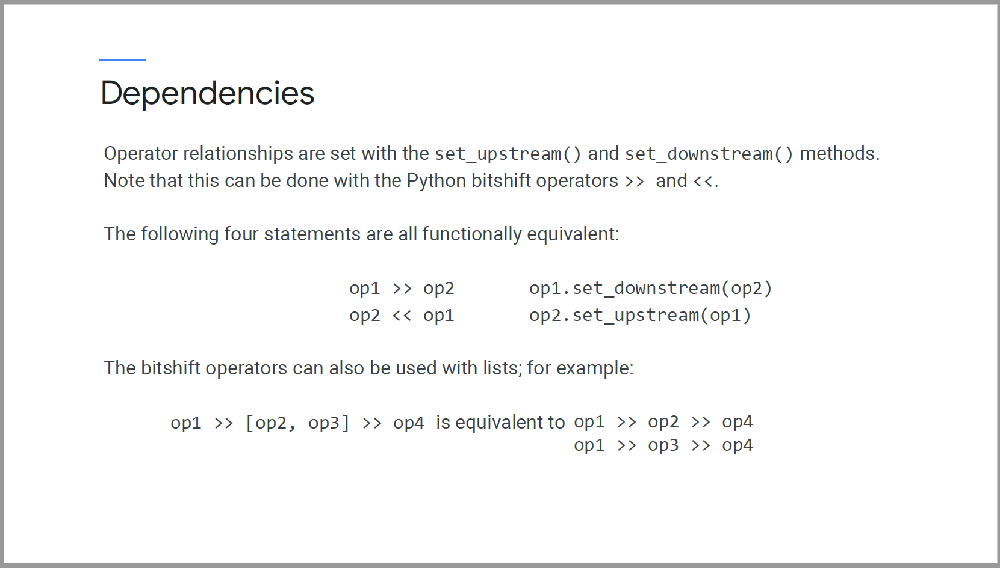 Dependencies
Operator relationships are set with the set_upstream() and set_downstream() methods.
Note that this can be done with the Python bitshift operators >> and <<.
The following four statements are all functionally equivalent:
op1 >> op2 op1.set_downstream(op2)
op2 << op1 op2.set_upstream(op1)
The bitshift operators can also be used with lists; for example:
op1 >> [op2, op3] >> op4 is equivalent to op1 >> op2 >> op4
op1 >> op3 >> op4